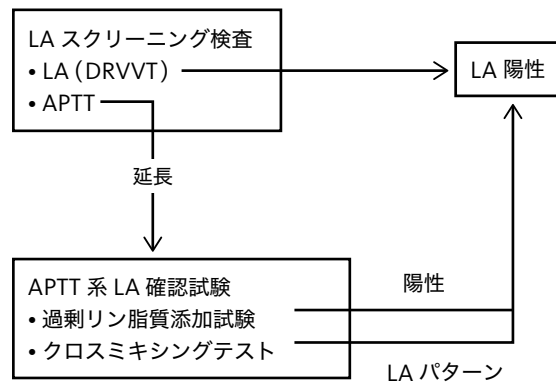 LA スクリーニング検査
• LA（DRVVT）
• APTT
LA 陽性
延長
APTT 系 LA 確認試験
• 過剰リン脂質添加試験
• クロスミキシングテスト
陽性
LA パターン